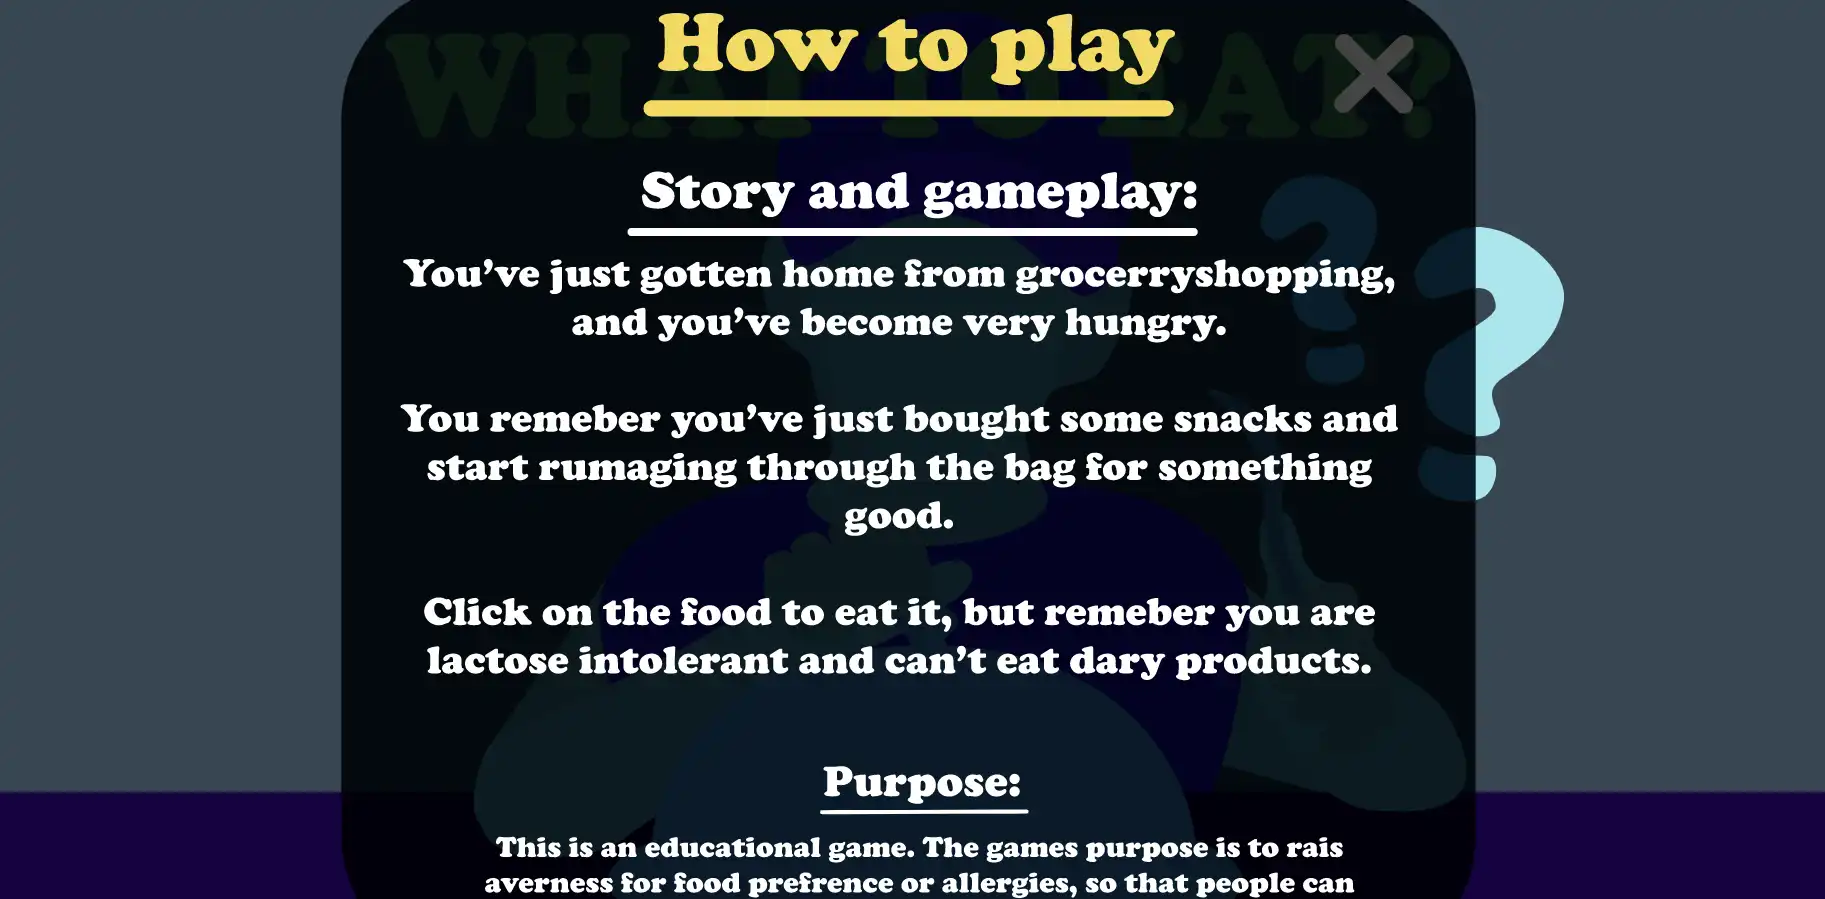 WHAT TO EAT?
How to play
Story and gameplay:
You’ve just gotten home from grocerryshopping,
and you’ve become very hungry.
You remeber you’ve just bought some snacks and
start rumaging through the bag for something
good.
Click on the food to eat it, but remeber you are
lactose intolerant and can’t eat dary products.
Purpose:
This is an educational game. The games purpose is to rais
averness for food prefrence or allergies, so that people can